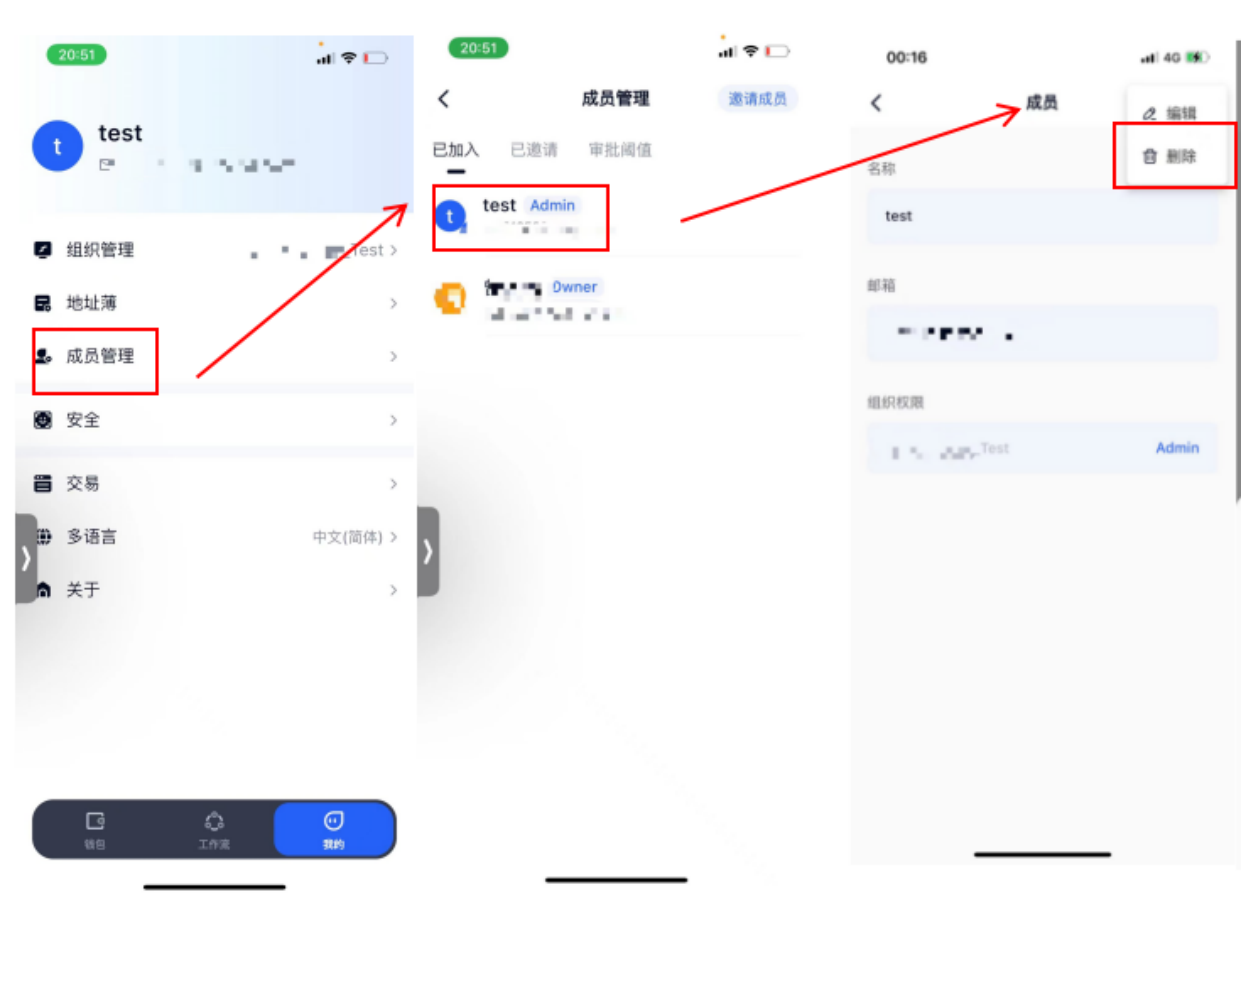 20:51
t
test
组织管理
Test
地址薄
成员管理
安全
交易
多语言
中文(简体)
关于
钱包
工作流
我的
20:51
成员管理
邀请成员
已加入
已邀请
审批阈值
t
test
Admin
Owner
00:16
4G
成员
编辑
删除
名称
test
邮箱
组织权限
Test
Admin